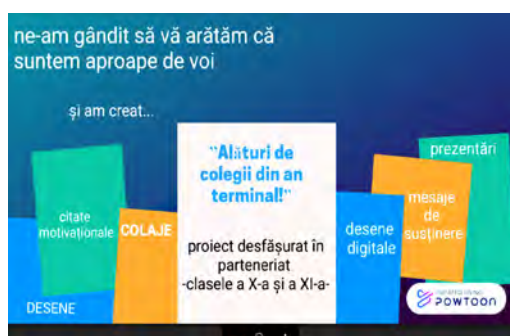 ne-am gândit să vă arătăm că
suntem aproape de voi
și am creat...
"Alături de
colegii din an
terminal!"
proiect desfășurat în
parteneriat
-clasele a X-a și a XI-a-
citate
motivaționale
COLAJE
DESENE
desene
digitale
mesaje
de
susținere
prezentări
POWTOON